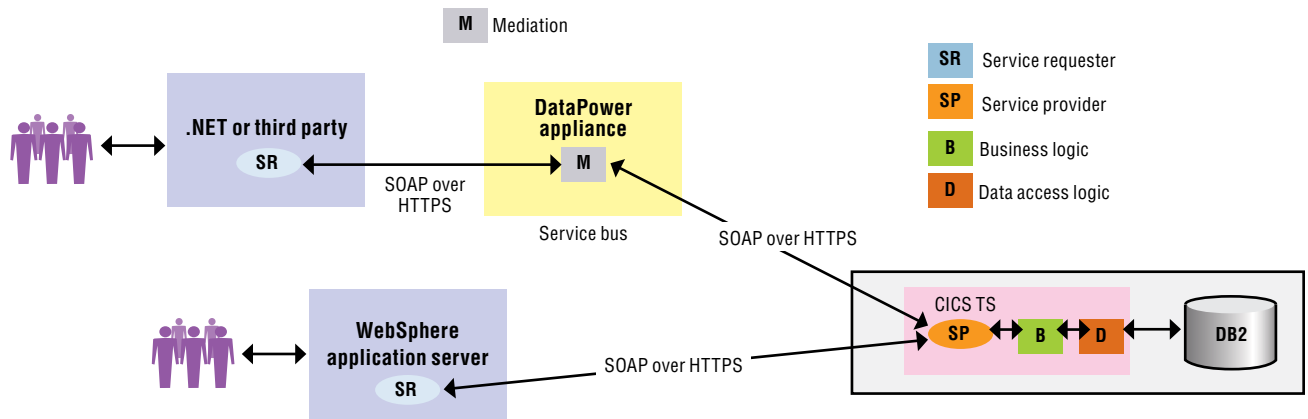 M Mediation
SR Service requester
SP Service provider
B Business logic
D Data access logic
.NET or third party
SR
SOAP over
HTTPS
DataPower
appliance
M
Service bus
SOAP over HTTPS
WebSphere
application server
SR
SOAP over HTTPS
CICS TS
SP
B
D
DB2